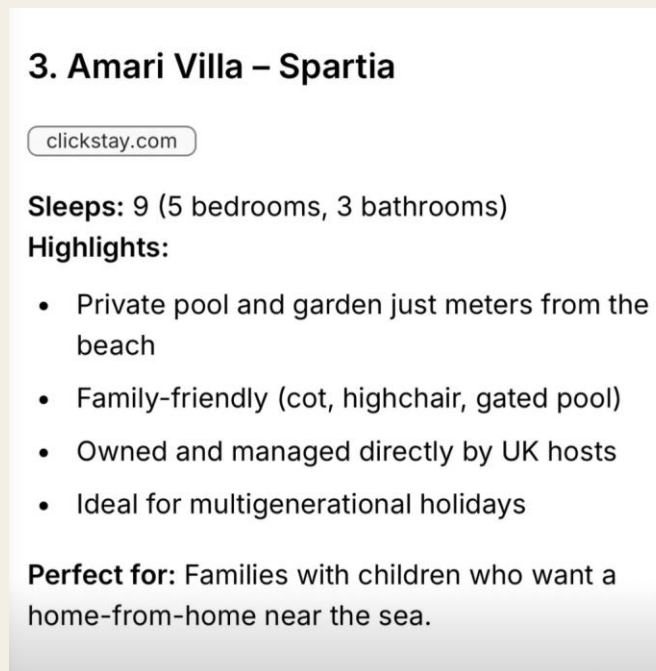 3. Amari Villa – Spartia
clickstay.com
Sleeps: 9 (5 bedrooms, 3 bathrooms)
Highlights:
• Private pool and garden just meters from the
beach
• Family-friendly (cot, highchair, gated pool)
• Owned and managed directly by UK hosts
• Ideal for multigenerational holidays
Perfect for: Families with children who want a
home-from-home near the sea.